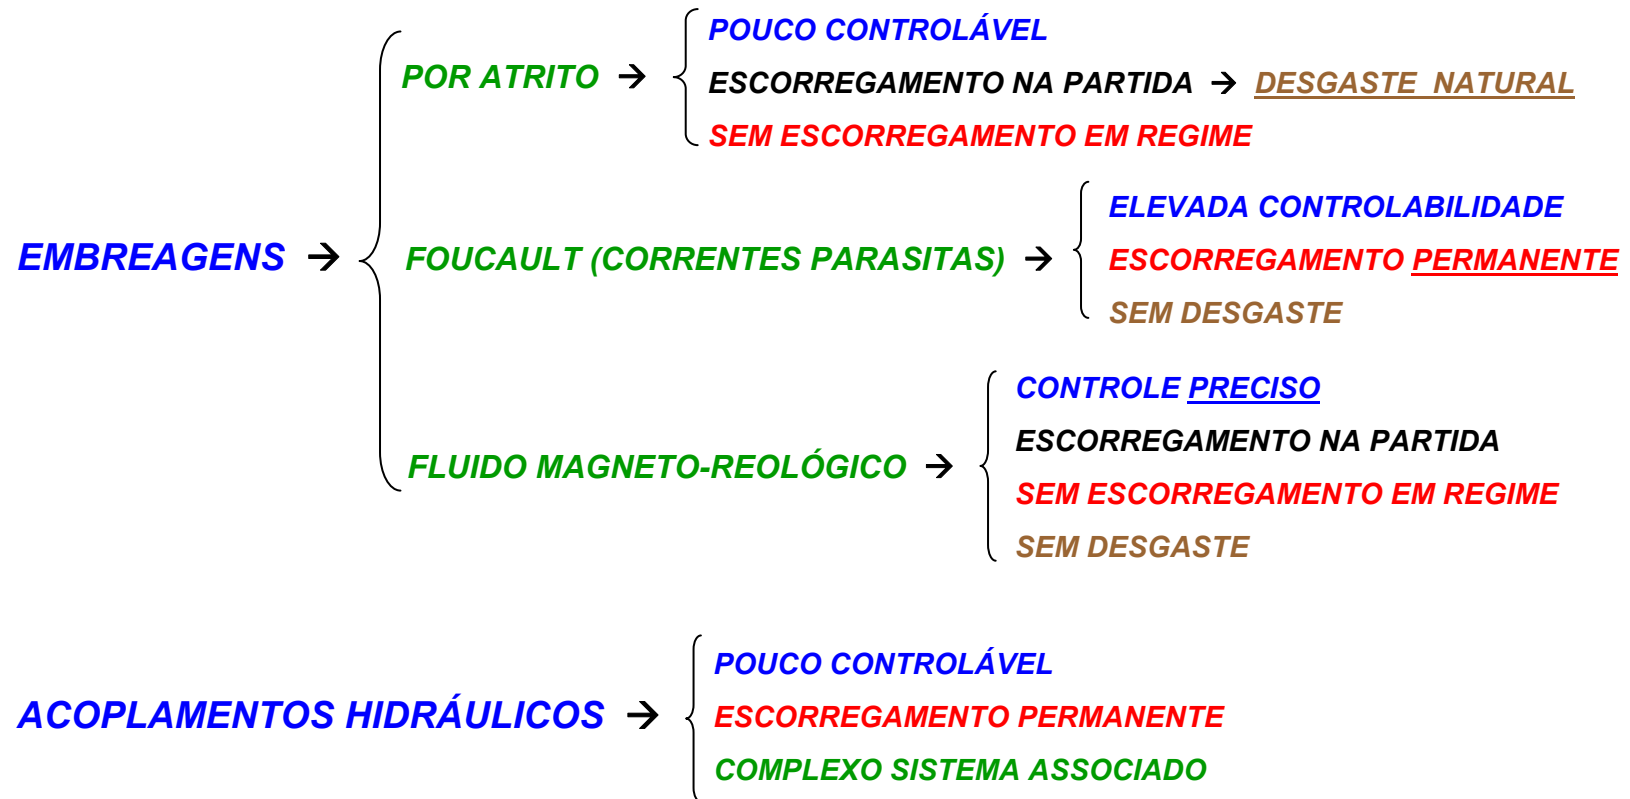 POUCO CONTROLÁVEL
POR ATRITO → ESCORREGAMENTO NA PARTIDA → DESGASTE NATURAL
SEM ESCORREGAMENTO EM REGIME
ELEVADA CONTROLABILIDADE
EMBREAGENS → FOUCAULT (CORRENTES PARASITAS) → ESCORREGAMENTO PERMANENTE
SEM DESGASTE
CONTROLE PRECISO
ESCORREGAMENTO NA PARTIDA
FLUIDO MAGNETO-REOLÓGICO →
SEM ESCORREGAMENTO EM REGIME
SEM DESGASTE
POUCO CONTROLÁVEL
ACOPLAMENTOS HIDRÁULICOS → ESCORREGAMENTO PERMANENTE
COMPLEXO SISTEMA ASSOCIADO